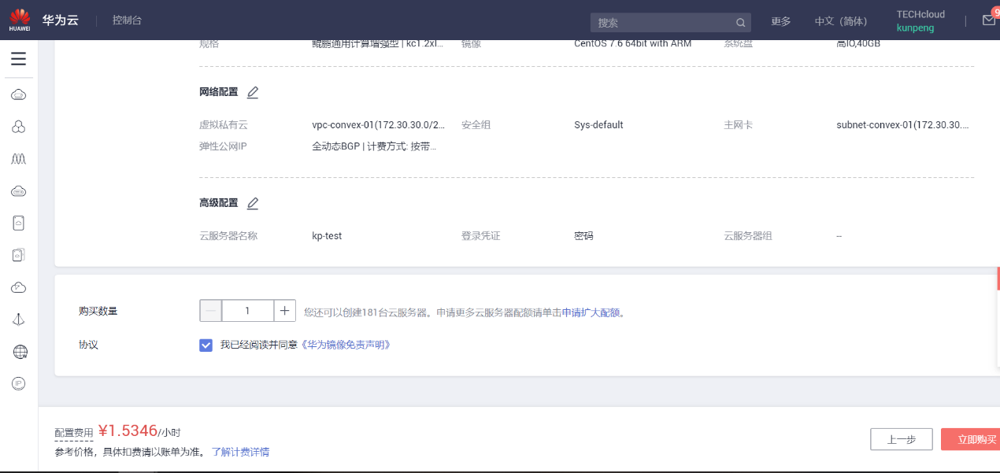 HUAWEI 华为云 控制台 搜索 更多 中文（简体） TECHcloud kunpeng 9
规格 鲲鹏通用计算增强型 | kc1.2xl... 镜像 CentOS 7.6 64bit with ARM 系统盘 高IO,40GB
网络配置
虚拟私有云 vpc-convex-01(172.30.30.0/2... 安全组 Sys-default 主网卡 subnet-convex-01(172.30.30....
弹性公网IP 全动态BGP | 计费方式: 按带...
高级配置
云服务器名称 kp-test 登录凭证 密码 云服务器组 --
购买数量 1 您还可以创建181台云服务器。申请更多云服务器配额请单击申请扩大配额。
协议 我已经阅读并同意《华为镜像免责声明》
配置费用 ¥1.5346/小时
参考价格，具体扣费请以账单为准。 了解计费详情
上一步 立即购买